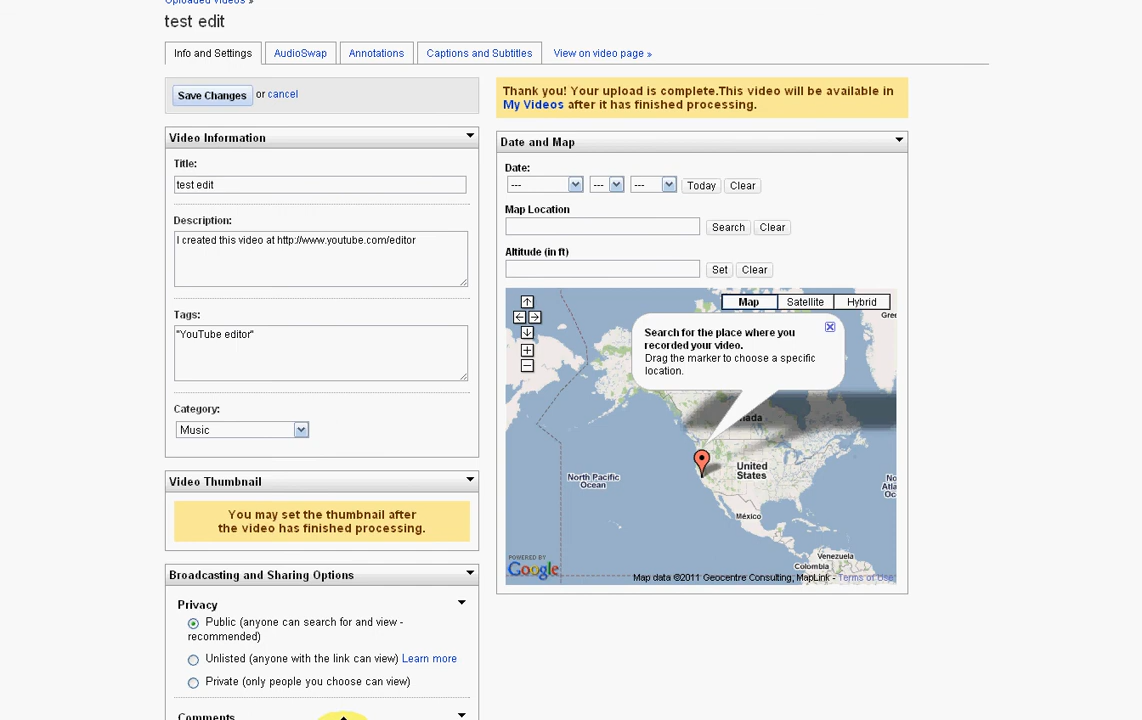 Uploaded Videos »
test edit
Info and Settings
AudioSwap
Annotations
Captions and Subtitles
View on video page »
Save Changes or cancel
Video Information
Title:
test edit
Description:
I created this video at http://www.youtube.com/editor
Tags:
"YouTube editor"
Category:
Music
Video Thumbnail
You may set the thumbnail after
the video has finished processing.
Broadcasting and Sharing Options
Privacy
Public (anyone can search for and view -
recommended)
Unlisted (anyone with the link can view) Learn more
Private (only people you choose can view)
Comments
Thank you! Your upload is complete.This video will be available in
My Videos after it has finished processing.
Date and Map
Date:
--- --- --- Today Clear
Map Location
Search Clear
Altitude (in ft)
Set Clear
Map Satellite Hybrid
Search for the place where you
recorded your video.
Drag the marker to choose a specific
location.
United
States
North Pacific
Ocean
México
Venezuela
Colombia
POWERED BY
Google
Map data ©2011 Geocentre Consulting, MapLink - Terms of Use